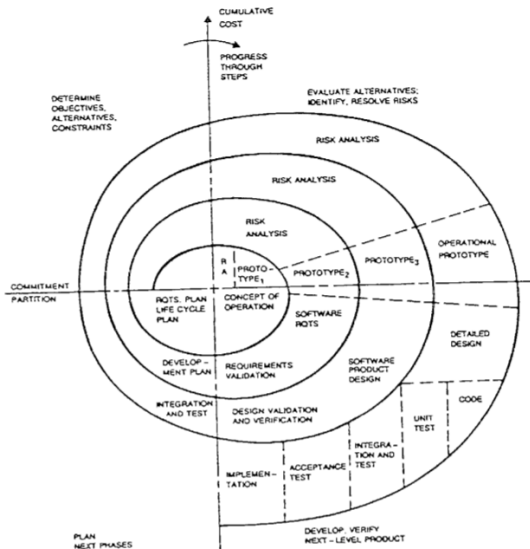 CUMULATIVE
COST
PROGRESS
THROUGH
STEPS
DETERMINE
OBJECTIVES,
ALTERNATIVES,
CONSTRAINTS
EVALUATE ALTERNATIVES;
IDENTIFY, RESOLVE RISKS
RISK ANALYSIS
RISK ANALYSIS
RISK
ANALYSIS
R
A
PROTO-
TYPE1
PROTOTYPE2
PROTOTYPE3
OPERATIONAL
PROTOTYPE
COMMITMENT
PARTITION
RQTS. PLAN
LIFE CYCLE
PLAN
CONCEPT OF
OPERATION
SOFTWARE
RQTS
DETAILED
DESIGN
DEVELOP-
MENT PLAN
REQUIREMENTS
VALIDATION
SOFTWARE
PRODUCT
DESIGN
INTEGRATION
AND TEST
DESIGN VALIDATION
AND VERIFICATION
CODE
UNIT
TEST
INTEGRA-
TION AND
TEST
ACCEPTANCE
TEST
IMPLEMEN-
TATION
PLAN
NEXT PHASES
DEVELOP, VERIFY
NEXT-LEVEL PRODUCT